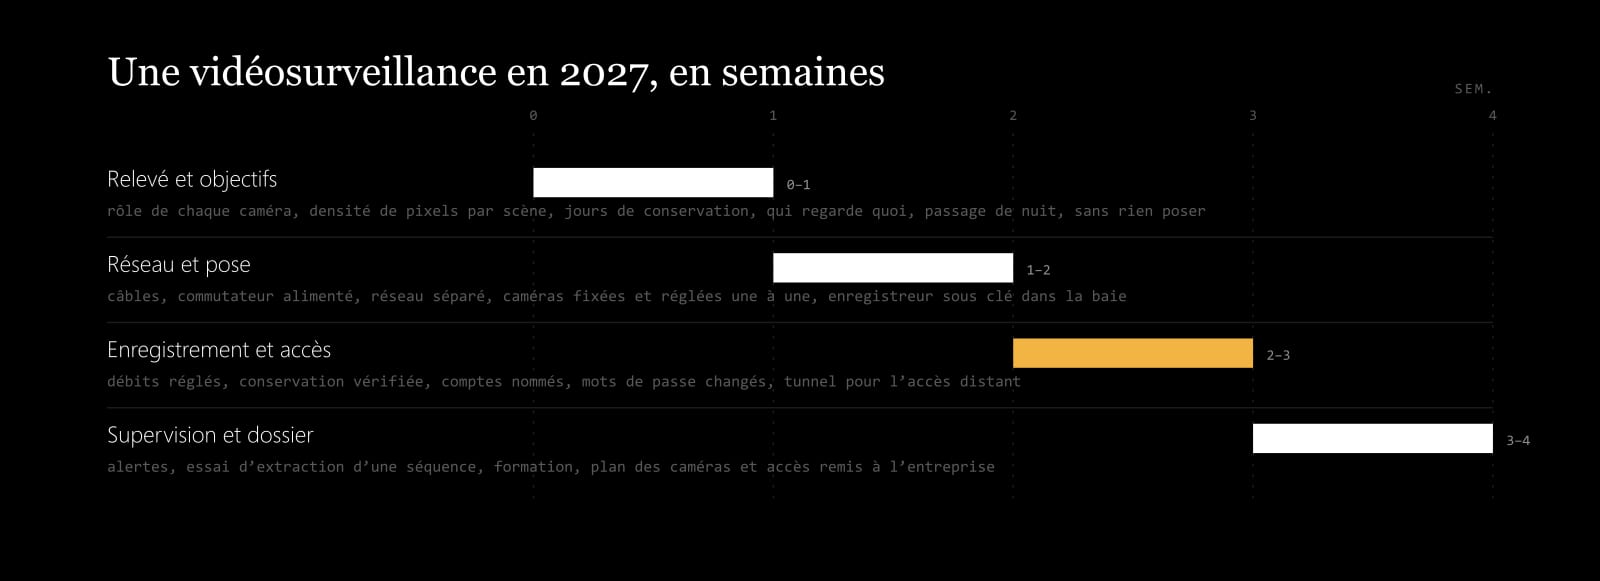 Une vidéosurveillance en 2027, en semaines
SEM.
0 1 2 3 4
Relevé et objectifs
0–1
rôle de chaque caméra, densité de pixels par scène, jours de conservation, qui regarde quoi, passage de nuit, sans rien poser
Réseau et pose
1–2
câbles, commutateur alimenté, réseau séparé, caméras fixées et réglées une à une, enregistreur sous clé dans la baie
Enregistrement et accès
2–3
débits réglés, conservation vérifiée, comptes nommés, mots de passe changés, tunnel pour l’accès distant
Supervision et dossier
3–4
alertes, essai d’extraction d’une séquence, formation, plan des caméras et accès remis à l’entreprise